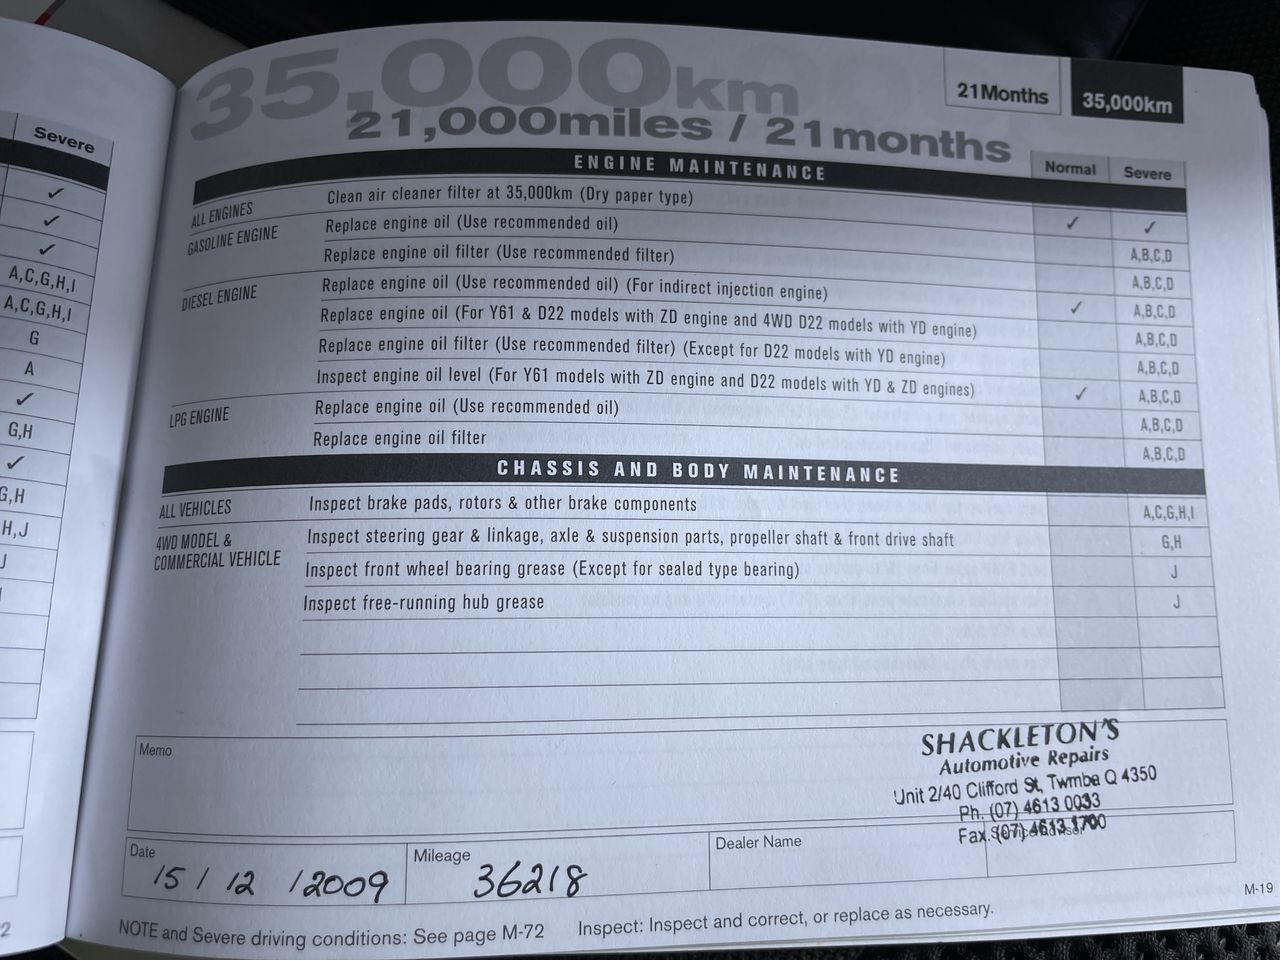 35,000km
21,000miles / 21months
21Months
35,000km
ENGINE MAINTENANCE
Normal
Severe
ALL ENGINES
Clean air cleaner filter at 35,000km (Dry paper type)
GASOLINE ENGINE
Replace engine oil (Use recommended oil) ✓ ✓
Replace engine oil filter (Use recommended filter) A,B,C,D
DIESEL ENGINE
Replace engine oil (Use recommended oil) (For indirect injection engine) A,B,C,D
Replace engine oil (For Y61 & D22 models with ZD engine and 4WD D22 models with YD engine) ✓ A,B,C,D
Replace engine oil filter (Use recommended filter) (Except for D22 models with YD engine) A,B,C,D
Inspect engine oil level (For Y61 models with ZD engine and D22 models with YD & ZD engines) A,B,C,D
LPG ENGINE
Replace engine oil (Use recommended oil) ✓ A,B,C,D
Replace engine oil filter A,B,C,D
A,B,C,D
CHASSIS AND BODY MAINTENANCE
ALL VEHICLES
Inspect brake pads, rotors & other brake components A,C,G,H,I
4WD MODEL &
COMMERCIAL VEHICLE
Inspect steering gear & linkage, axle & suspension parts, propeller shaft & front drive shaft G,H
Inspect front wheel bearing grease (Except for sealed type bearing) J
Inspect free-running hub grease J
Memo
SHACKLETON'S
Automotive Repairs
Unit 2/40 Clifford St, Twmba Q 4350
Ph. (07) 4613 0033
Fax. (07) 4613 1700
Date
15 / 12 / 2009
Mileage
36218
Dealer Name
Service Advisor
NOTE and Severe driving conditions: See page M-72
Inspect: Inspect and correct, or replace as necessary.
M-19
Severe
✓
✓
✓
A,C,G,H,I
A,C,G,H,I
G
A
✓
G,H
✓
G,H
H,J
J
2